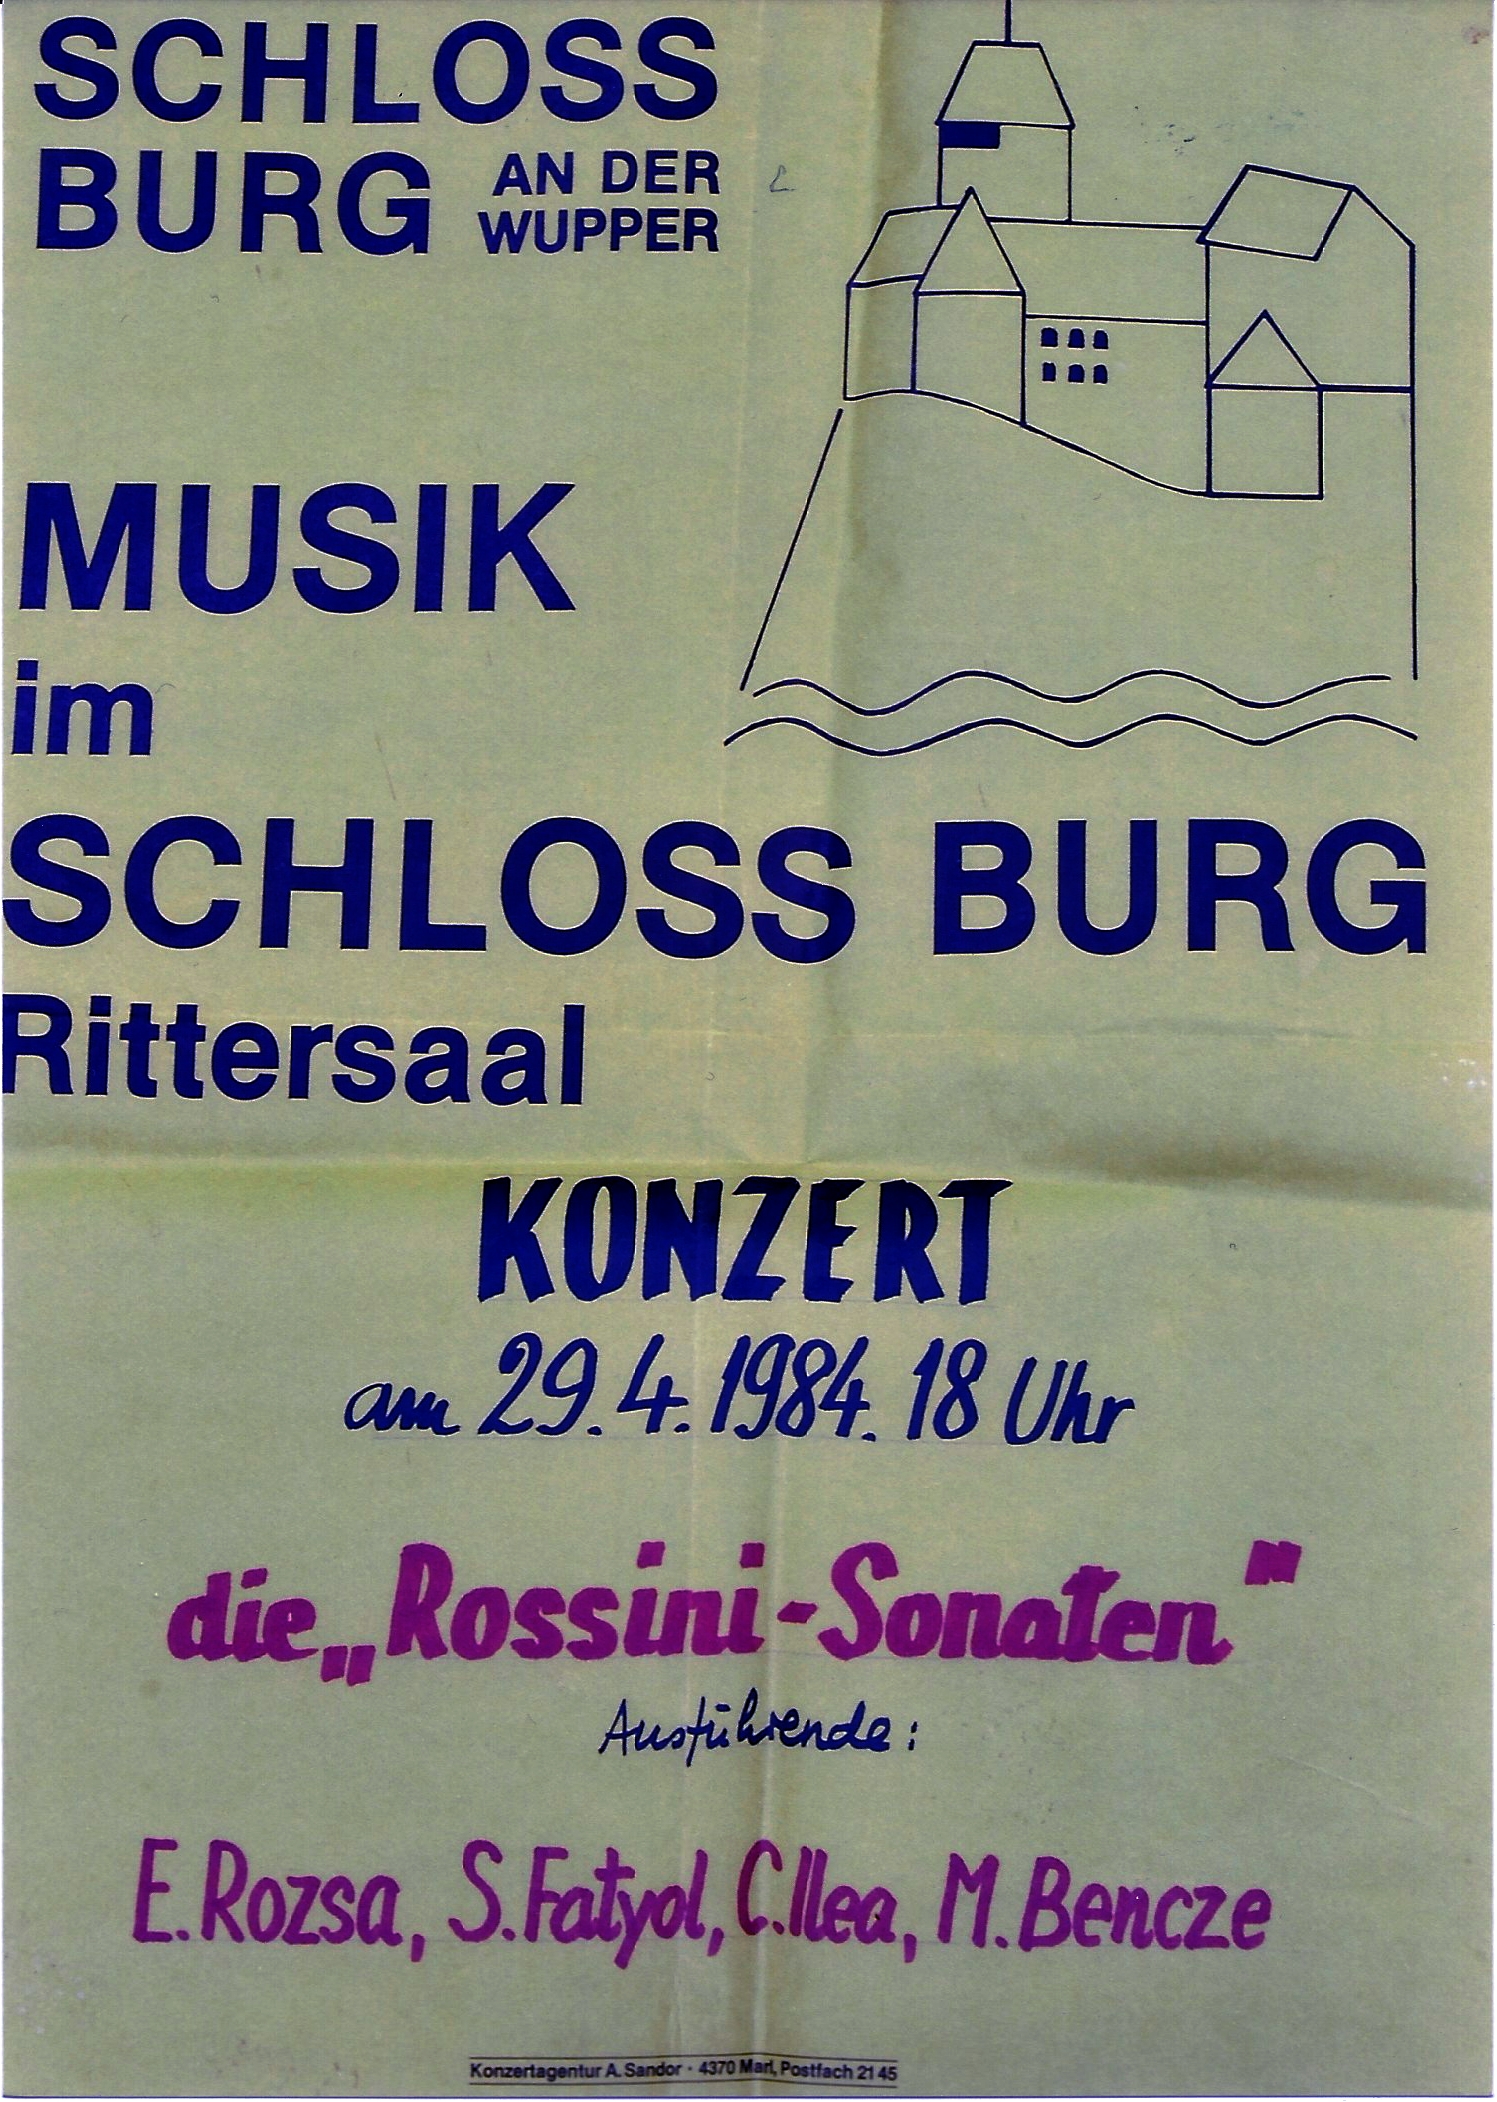 SCHLOSS
BURG AN DER
WUPPER
MUSIK
im
SCHLOSS BURG
Rittersaal
KONZERT
am 29.4.1984. 18 Uhr
die „Rossini-Sonaten"
Ausführende:
E. Rozsa, S. Fatyol, C. Ilea, M. Bencze
Konzertagentur A. Sandor · 4370 Marl, Postfach 21 45